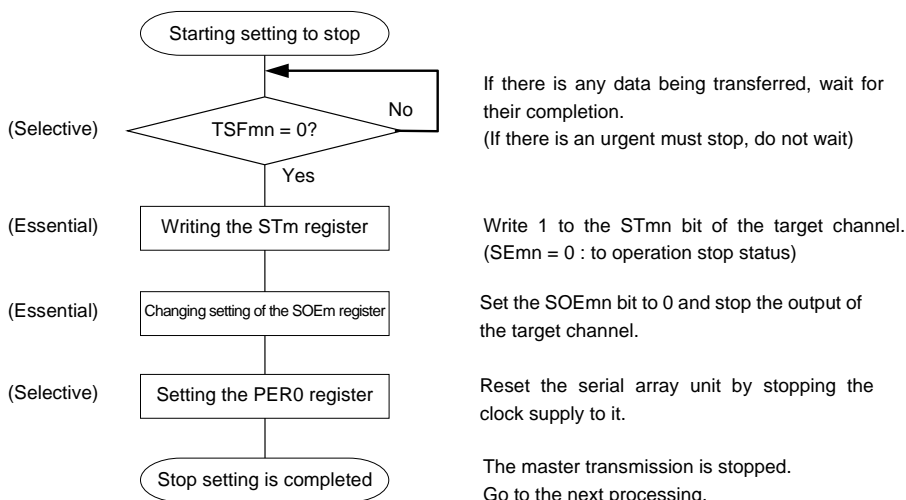 Starting setting to stop
(Selective)
TSFmn = 0?
No
Yes
If there is any data being transferred, wait for
their completion.
(If there is an urgent must stop, do not wait)
(Essential)
Writing the STm register
Write 1 to the STmn bit of the target channel.
(SEmn = 0 : to operation stop status)
(Essential)
Changing setting of the SOEm register
Set the SOEmn bit to 0 and stop the output of
the target channel.
(Selective)
Setting the PER0 register
Reset the serial array unit by stopping the
clock supply to it.
Stop setting is completed
The master transmission is stopped.
Go to the next processing.